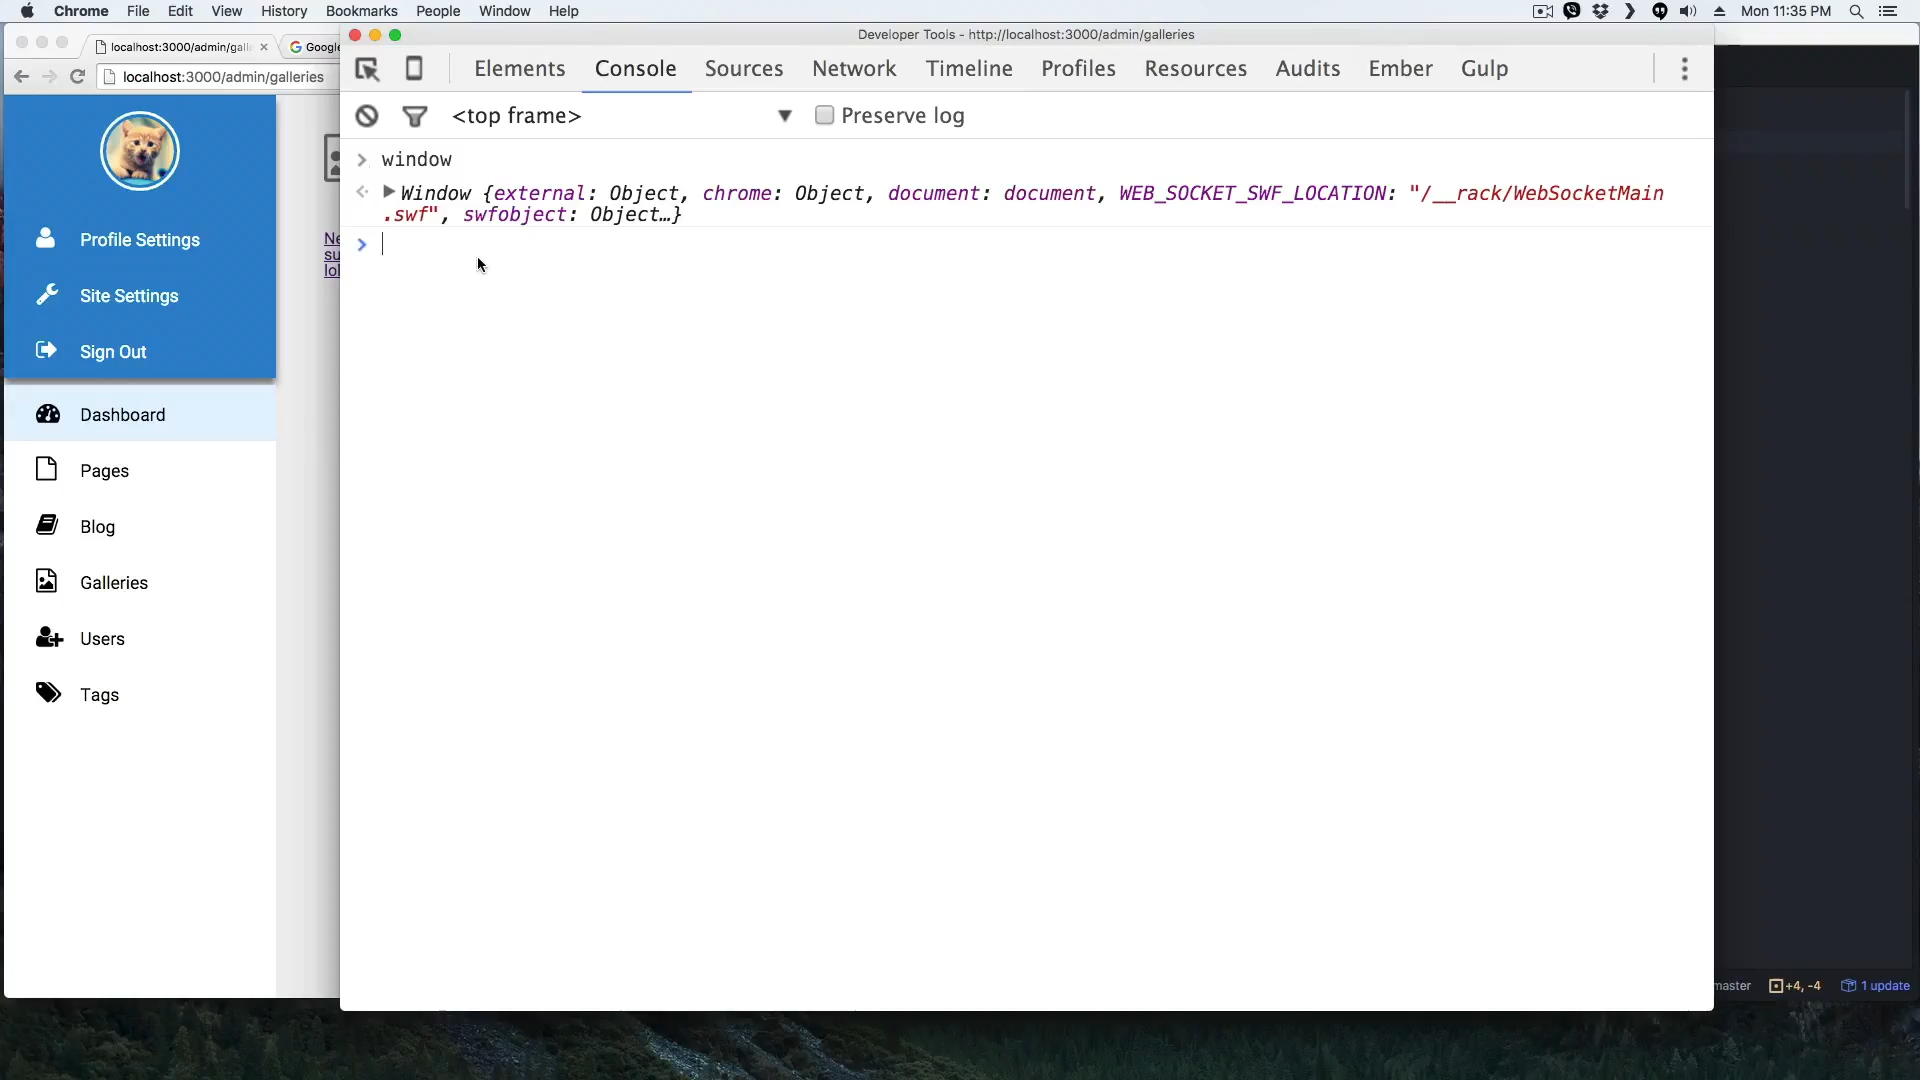 Chrome File Edit View History Bookmarks People Window Help
Mon 11:35 PM
localhost:3000/admin/gall
Google
Developer Tools - http://localhost:3000/admin/galleries
localhost:3000/admin/galleries
Elements Console Sources Network Timeline Profiles Resources Audits Ember Gulp
<top frame> Preserve log
window
Window {external: Object, chrome: Object, document: document, WEB_SOCKET_SWF_LOCATION: "/__rack/WebSocketMain
.swf", swfobject: Object…}
Profile Settings
Site Settings
Sign Out
Dashboard
Pages
Blog
Galleries
Users
Tags
Ne
su
lol
master +4, -4 1 update